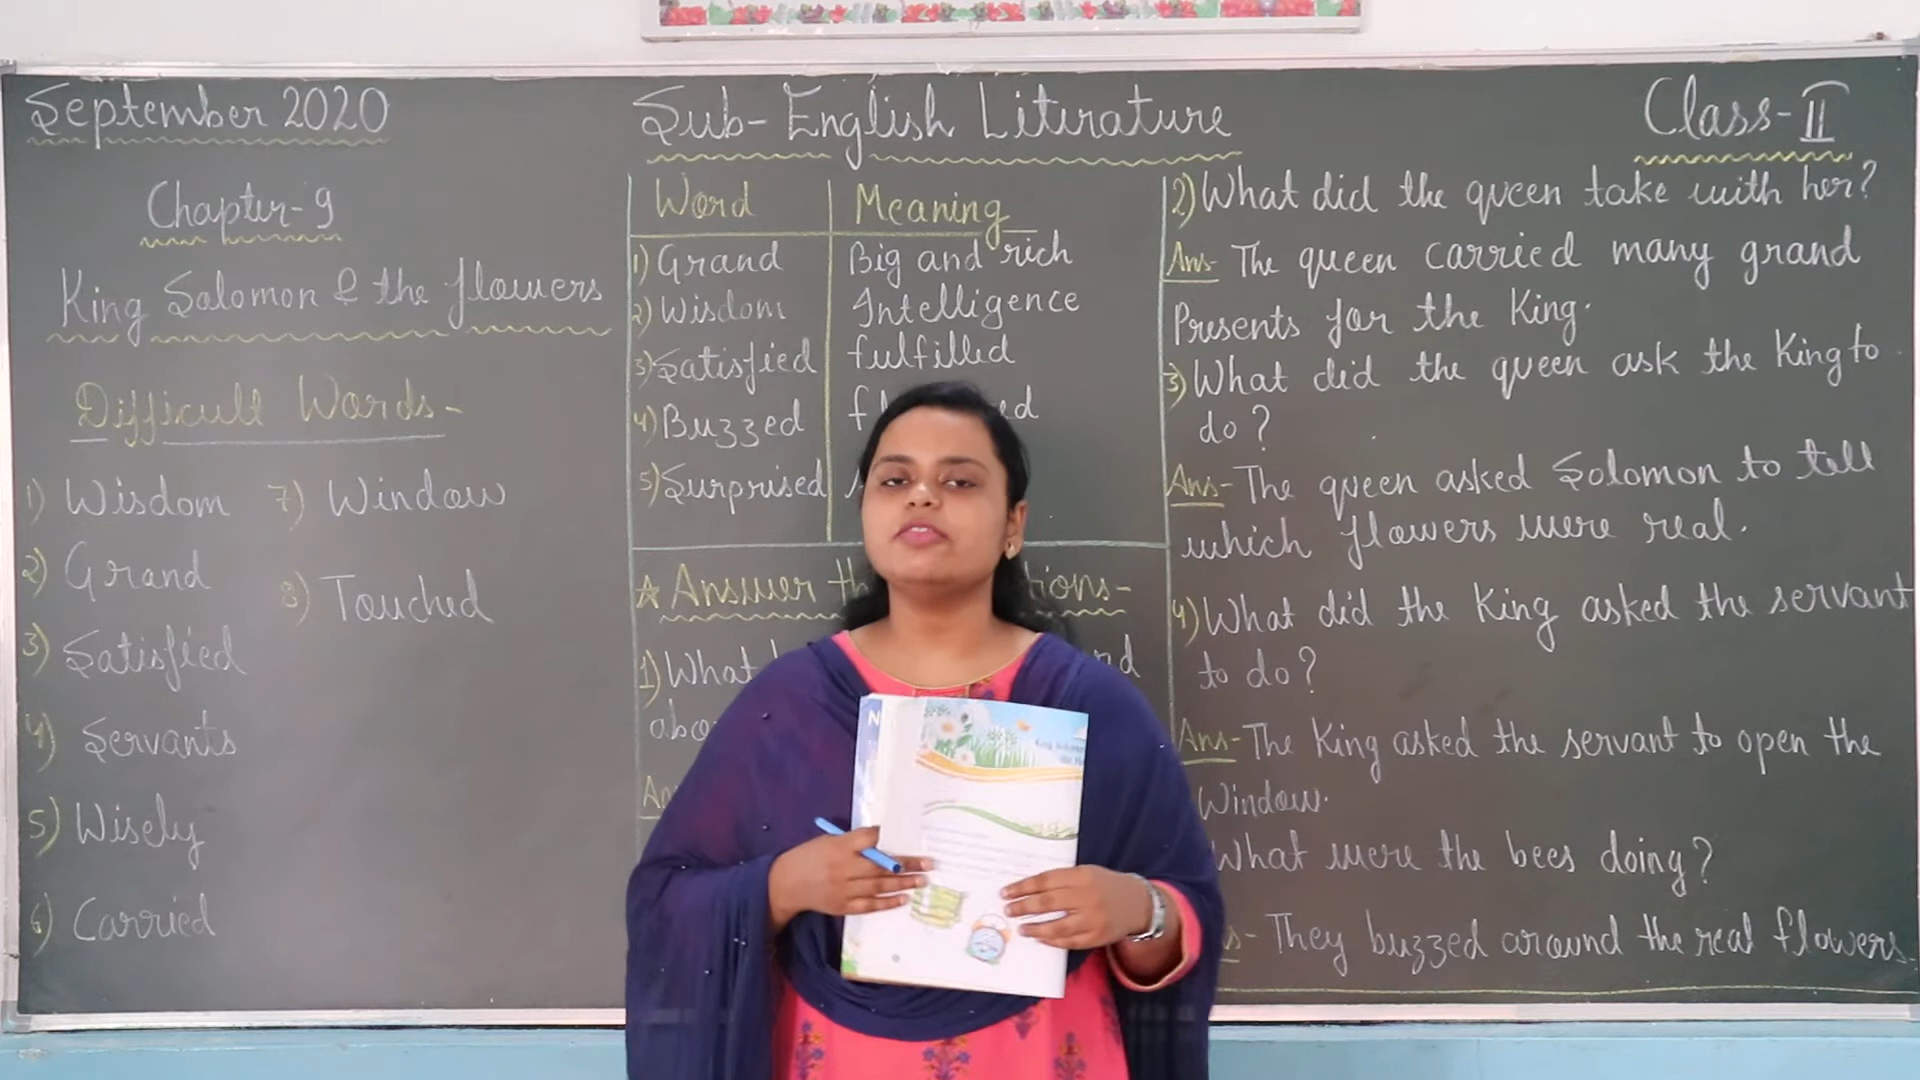 September 2020
Sub- English Literature
Class-II
Chapter-9
King Solomon & the flowers
Difficult Words-
1) Wisdom
2) Grand
3) Satisfied
4) Servants
5) Wisely
6) Carried
7) Window
8) Touched
Word Meaning
1) Grand Big and rich
2) Wisdom Intelligence
3) Satisfied fulfilled
4) Buzzed
5) Surprised
☆ Answer
1) What
Ans- 
2) What did the queen take with her?
Ans- The queen carried many grand
Presents for the King.
3) What did the queen ask the King to
do?
Ans- The queen asked Solomon to tell
which flowers were real.
4) What did the King asked the servant
to do?
Ans- The King asked the servant to open the
Window.
What were the bees doing?
They buzzed around the real flowers.